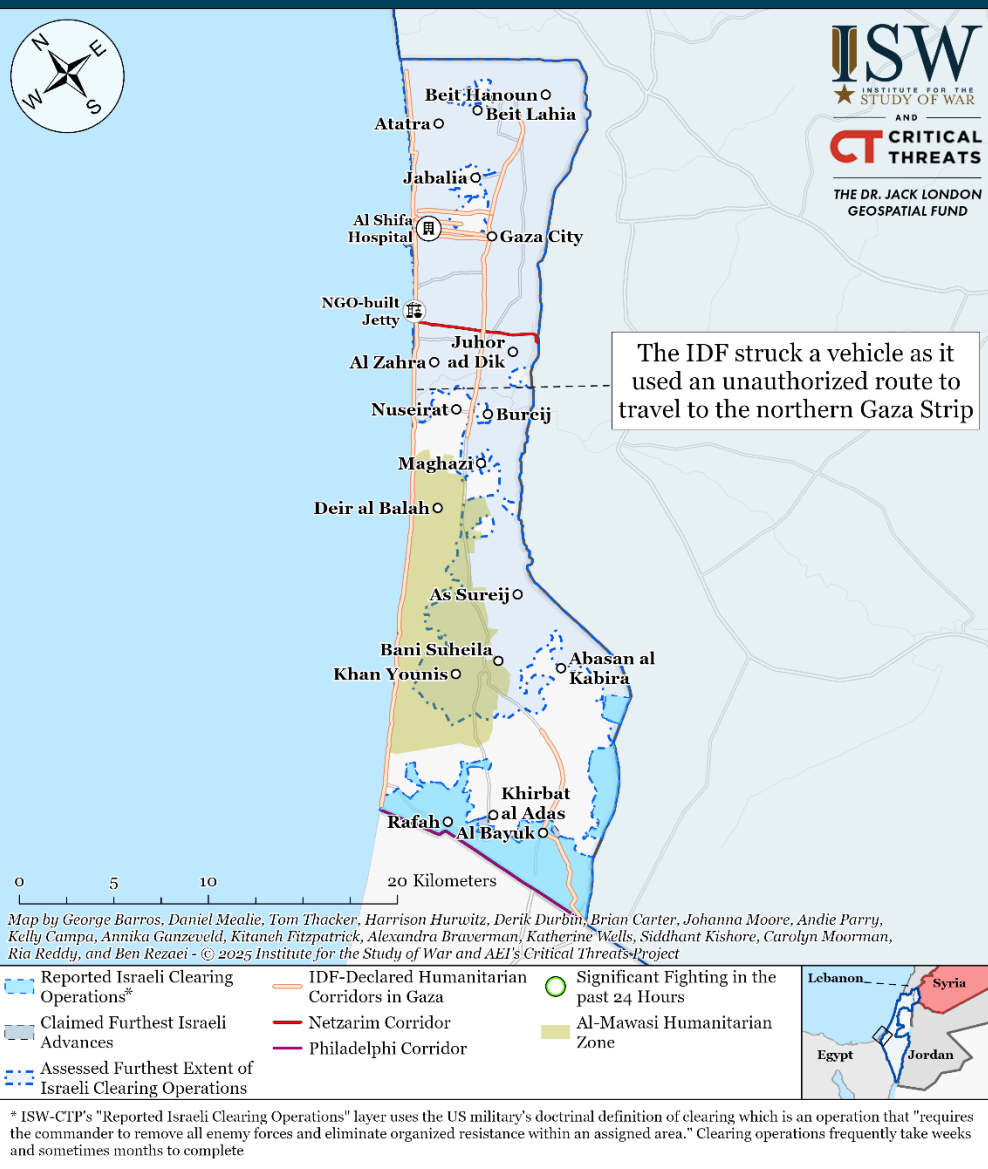 N
E
W
S
ISW
INSTITUTE FOR THE
STUDY OF WAR
AND
CT CRITICAL
THREATS
THE DR. JACK LONDON
GEOSPATIAL FUND
Beit Hanoun
Beit Lahia
Atatra
Jabalia
Al Shifa
Hospital
Gaza City
NGO-built
Jetty
Juhor
ad Dik
Al Zahra
The IDF struck a vehicle as it
used an unauthorized route to
travel to the northern Gaza Strip
Nuseirat
Bureij
Maghazi
Deir al Balah
As Sureij
Bani Suheila
Khan Younis
Abasan al
Kabira
Khirbat
al Adas
Rafah
Al Bayuk
0 5 10 20 Kilometers
Map by George Barros, Daniel Mealie, Tom Thacker, Harrison Hurwitz, Derik Durbin, Brian Carter, Johanna Moore, Andie Parry,
Kelly Campa, Annika Ganzeveld, Kitaneh Fitzpatrick, Alexandra Braverman, Katherine Wells, Siddhant Kishore, Carolyn Moorman,
Ria Reddy, and Ben Rezaei - © 2025 Institute for the Study of War and AEI's Critical Threats Project
Reported Israeli Clearing
Operations*
Claimed Furthest Israeli
Advances
Assessed Furthest Extent of
Israeli Clearing Operations
IDF-Declared Humanitarian
Corridors in Gaza
Netzarim Corridor
Philadelphi Corridor
Significant Fighting in the
past 24 Hours
Al-Mawasi Humanitarian
Zone
Lebanon
Syria
Egypt
Jordan
* ISW-CTP's "Reported Israeli Clearing Operations" layer uses the US military's doctrinal definition of clearing which is an operation that "requires
the commander to remove all enemy forces and eliminate organized resistance within an assigned area." Clearing operations frequently take weeks
and sometimes months to complete